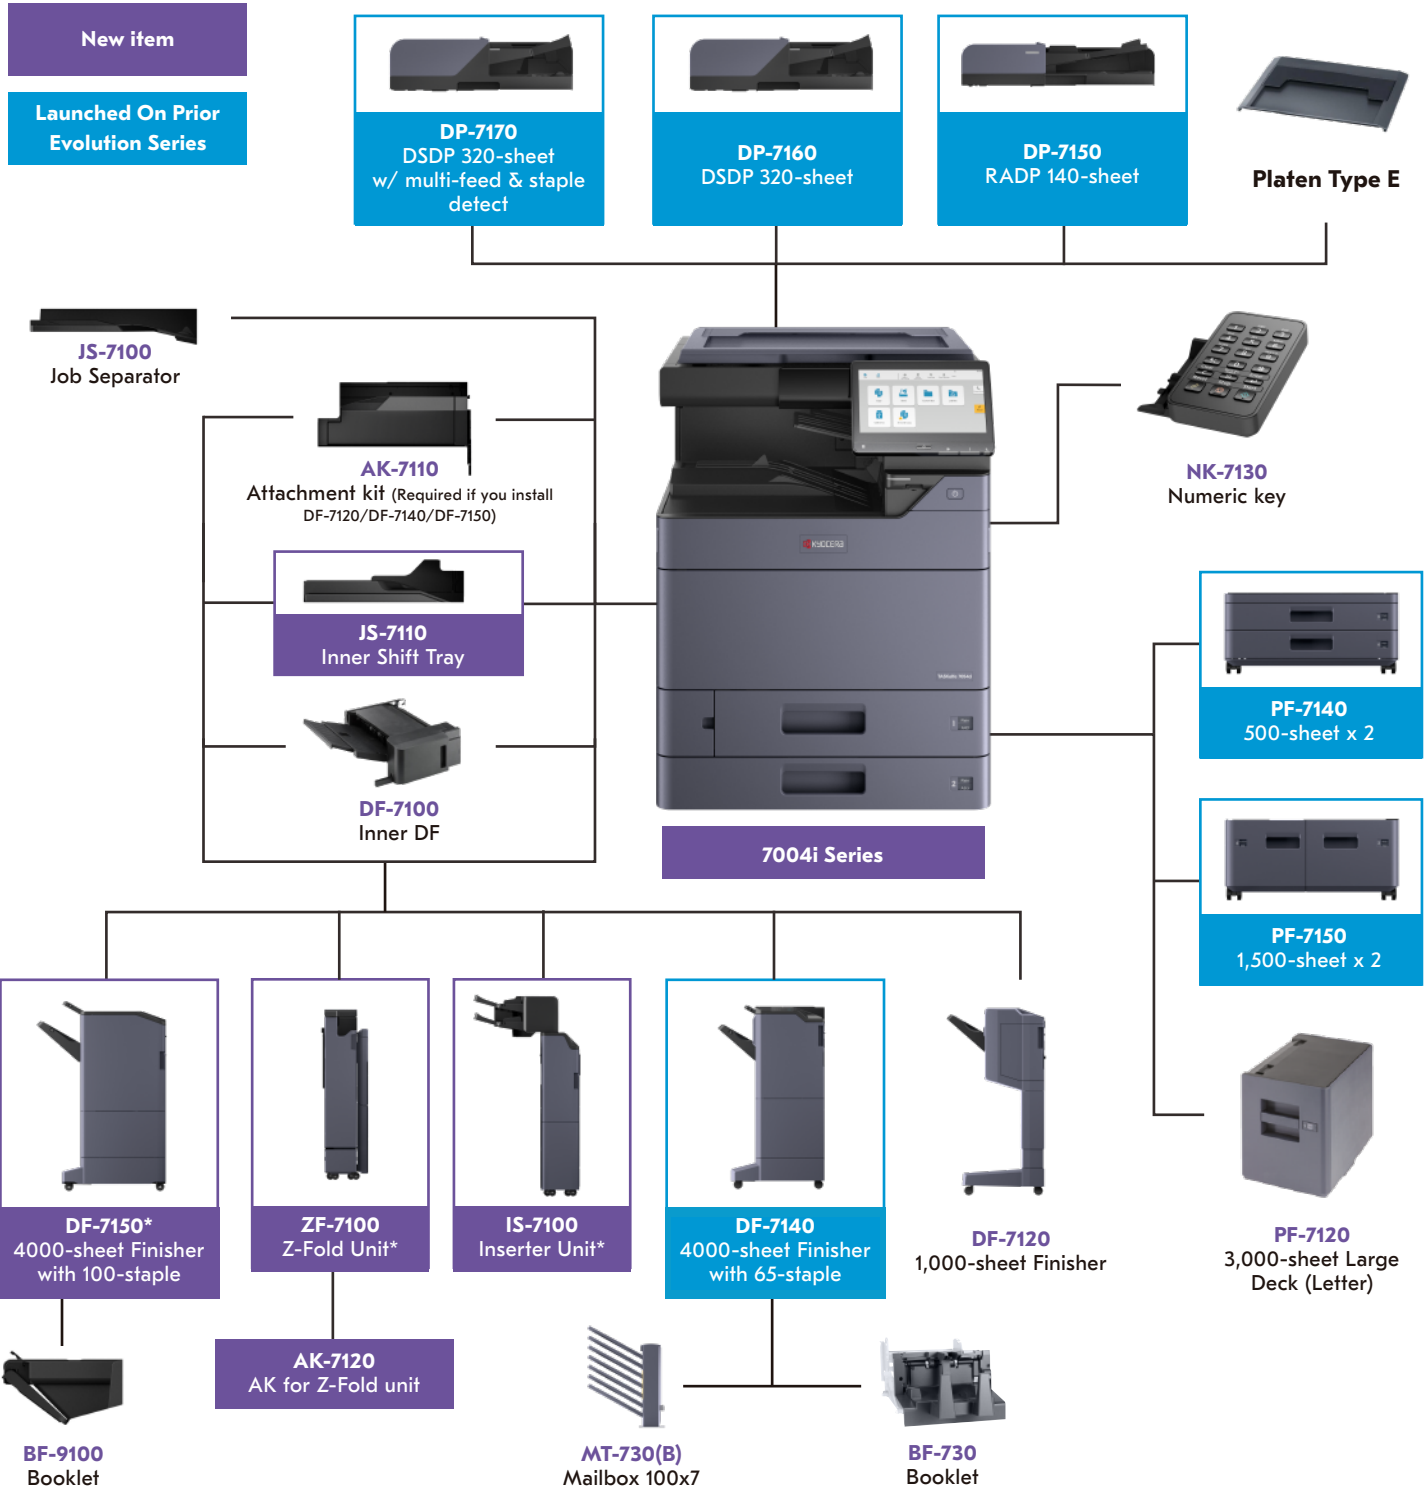 New item
Launched On Prior
Evolution Series
DP-7170
DSDP 320-sheet
w/ multi-feed & staple
detect
DP-7160
DSDP 320-sheet
DP-7150
RADP 140-sheet
Platen Type E
JS-7100
Job Separator
AK-7110
Attachment kit (Required if you install
DF-7120/DF-7140/DF-7150)
JS-7110
Inner Shift Tray
DF-7100
Inner DF
KYOCERA
7004i Series
NK-7130
Numeric key
PF-7140
500-sheet x 2
PF-7150
1,500-sheet x 2
PF-7120
3,000-sheet Large
Deck (Letter)
DF-7150*
4000-sheet Finisher
with 100-staple
ZF-7100
Z-Fold Unit*
IS-7100
Inserter Unit*
DF-7140
4000-sheet Finisher
with 65-staple
DF-7120
1,000-sheet Finisher
BF-9100
Booklet
AK-7120
AK for Z-Fold unit
MT-730(B)
Mailbox 100x7
BF-730
Booklet